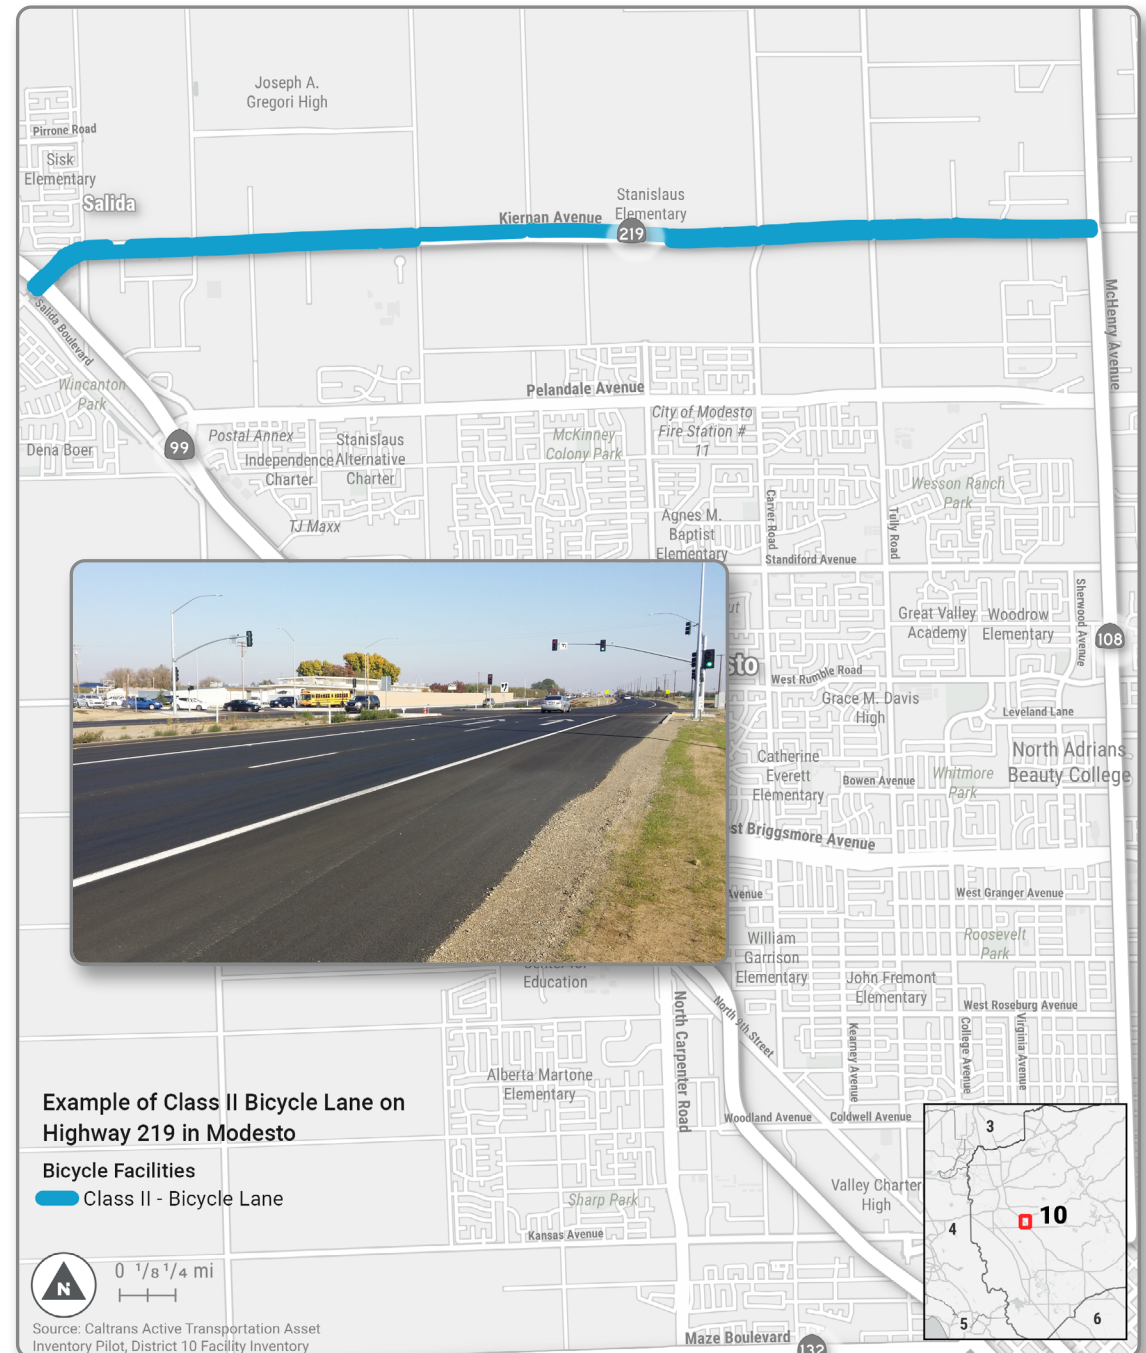 Joseph A.
Gregori High
Pirrone Road
Sisk
Elementary
Salida
Stanislaus
Elementary
Kiernan Avenue
219
Salida Boulevard
McHenry Avenue
Wincanton
Park
Pelandale Avenue
City of Modesto
Fire Station #
11
99
Dena Boer
Postal Annex
Independence
Charter
Stanislaus
Alternative
Charter
McKinney
Colony Park
Wesson Ranch
Park
TJ Maxx
Agnes M.
Baptist
Elementary
Carver Road
Tully Road
Standiford Avenue
Sherwood Avenue
Great Valley
Academy
Woodrow
Elementary
108
sto
West Rumble Road
Grace M. Davis
High
Leveland Lane
North Adrians
Beauty College
Catherine
Everett
Elementary
Bowen Avenue
Whitmore
Park
st Briggsmore Avenue
Avenue
West Granger Avenue
William
Garrison
Elementary
Roosevelt
Park
Education
John Fremont
Elementary
West Roseburg Avenue
North Carpenter Road
North 9th Street
Kearney Avenue
College Avenue
Virginia Avenue
Alberta Martone
Elementary
Woodland Avenue
Coldwell Avenue
Example of Class II Bicycle Lane on
Highway 219 in Modesto
Bicycle Facilities
Class II - Bicycle Lane
Sharp Park
Valley Charter
High
Kansas Avenue
3
4
10
5
6
N
0 1/8 1/4 mi
Source: Caltrans Active Transportation Asset
Inventory Pilot, District 10 Facility Inventory
Maze Boulevard
132